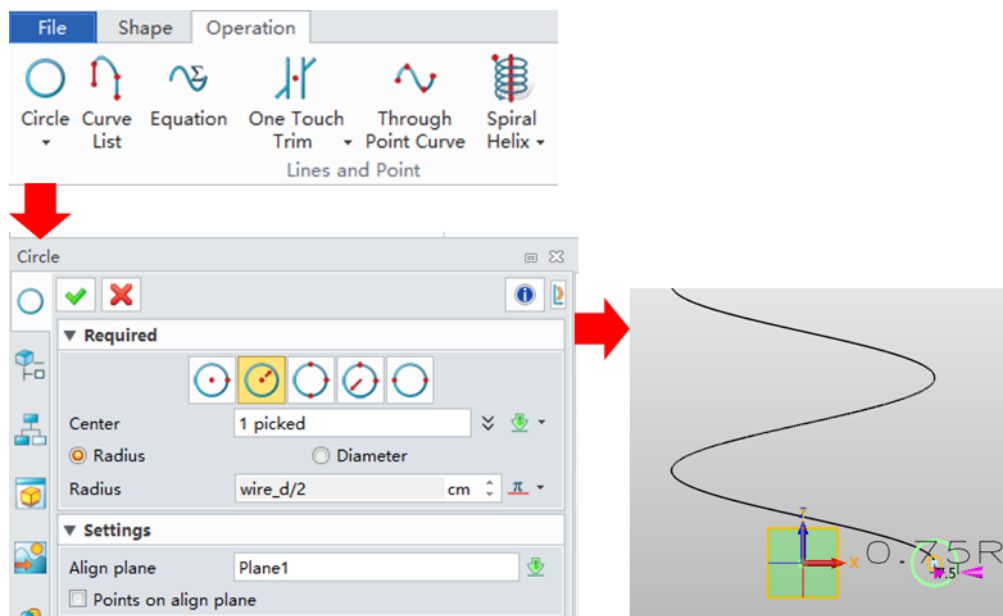 File Shape Operation
Circle Curve List Equation One Touch Trim Through Point Curve Spiral Helix
Lines and Point
Circle
Required
Center 1 picked
Radius Diameter
Radius wire_d/2 cm π
Settings
Align plane Plane1
Points on align plane
Z
X
0.75R
7.5